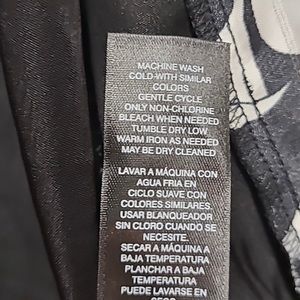 MACHINE WASH
COLD-WITH SIMILAR
COLORS
GENTLE CYCLE
ONLY NON-CHLORINE
BLEACH WHEN NEEDED
TUMBLE DRY LOW
WARM IRON AS NEEDED
MAY BE DRY CLEANED
LAVAR A MÁQUINA CON
AGUA FRIA EN
CICLO SUAVE CON
COLORES SIMILARES
USAR BLANQUEADOR
SIN CLORO CUANDO SE
NECESITE.
SECAR A MÁQUINA A
BAJA TEMPERATURA
PLANCHAR A BAJA
TEMPERATURA
PUEDE LAVARSE EN